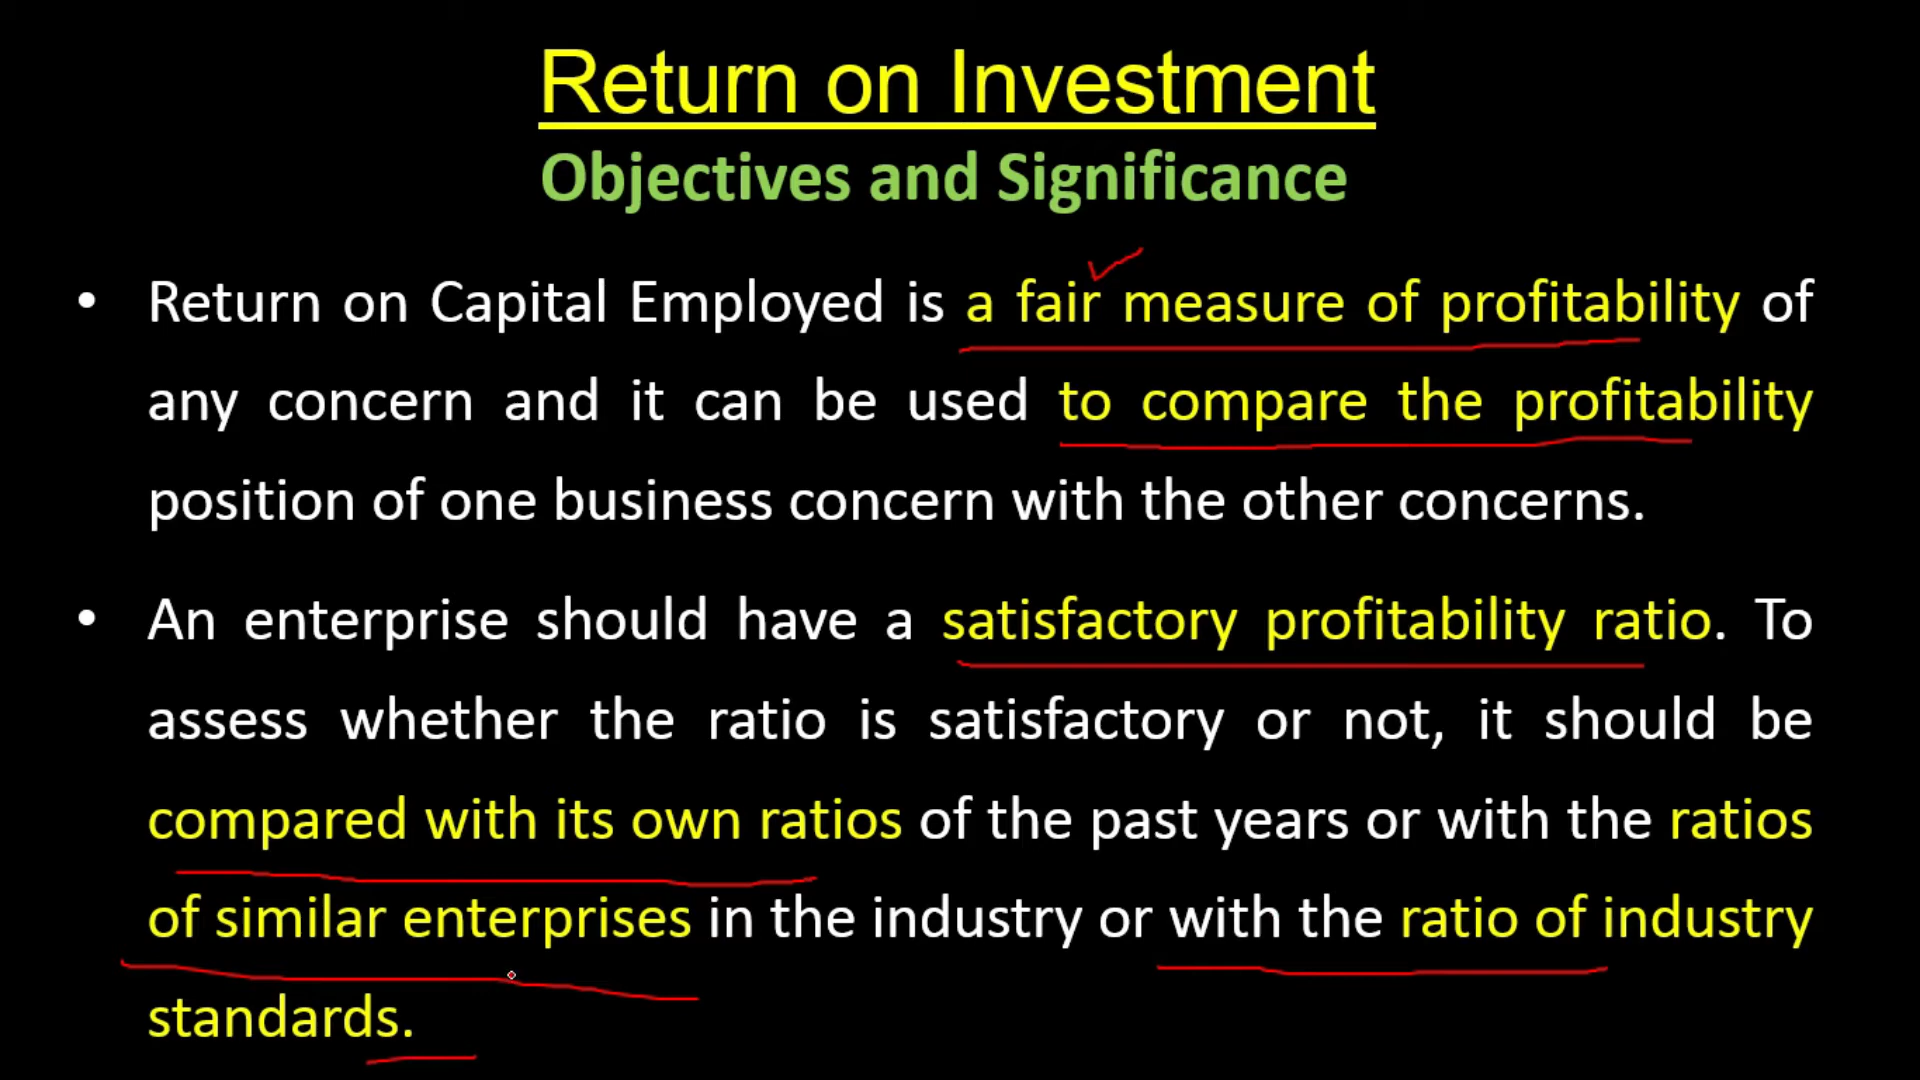 Return on Investment
Objectives and Significance
• Return on Capital Employed is a fair measure of profitability of
any concern and it can be used to compare the profitability
position of one business concern with the other concerns.
• An enterprise should have a satisfactory profitability ratio. To
assess whether the ratio is satisfactory or not, it should be
compared with its own ratios of the past years or with the ratios
of similar enterprises in the industry or with the ratio of industry
standards.